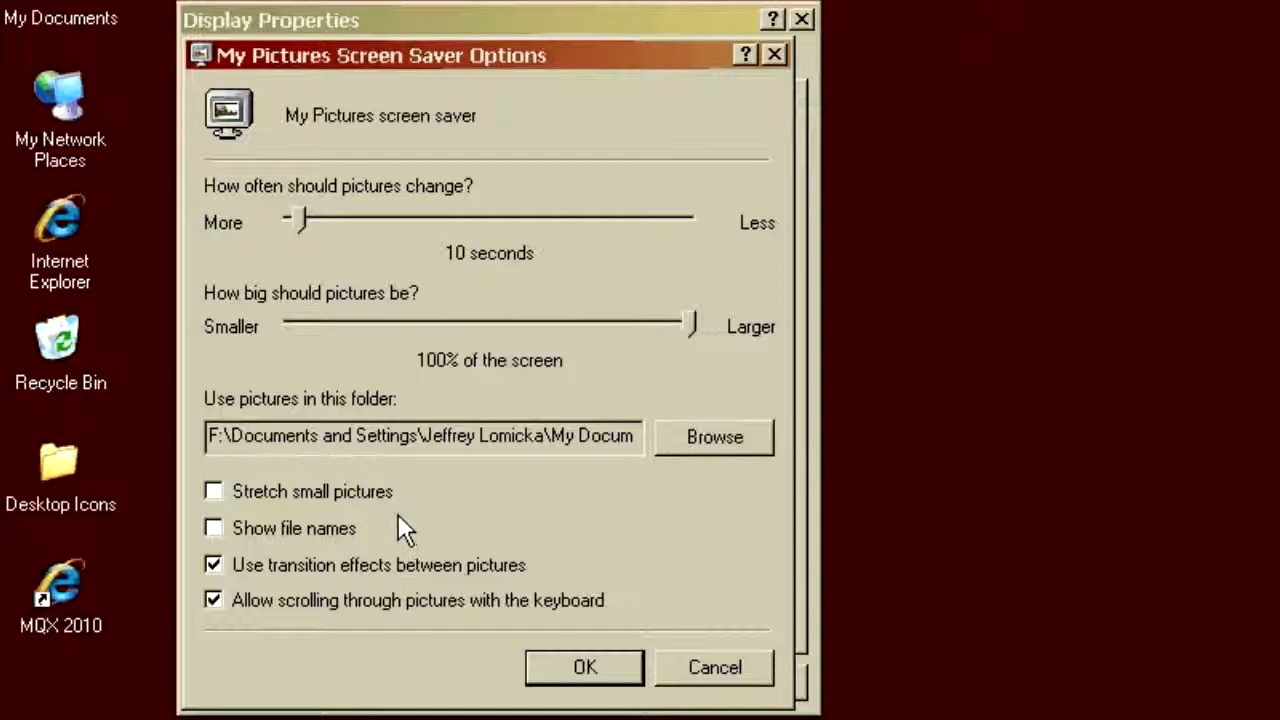 My Documents
My Network
Places
Internet
Explorer
Recycle Bin
Desktop Icons
MQX 2010
Display Properties
My Pictures Screen Saver Options
My Pictures screen saver
How often should pictures change?
More
Less
10 seconds
How big should pictures be?
Smaller
Larger
100% of the screen
Use pictures in this folder:
F:\Documents and Settings\Jeffrey Lomicka\My Docum
Browse
Stretch small pictures
Show file names
Use transition effects between pictures
Allow scrolling through pictures with the keyboard
OK
Cancel